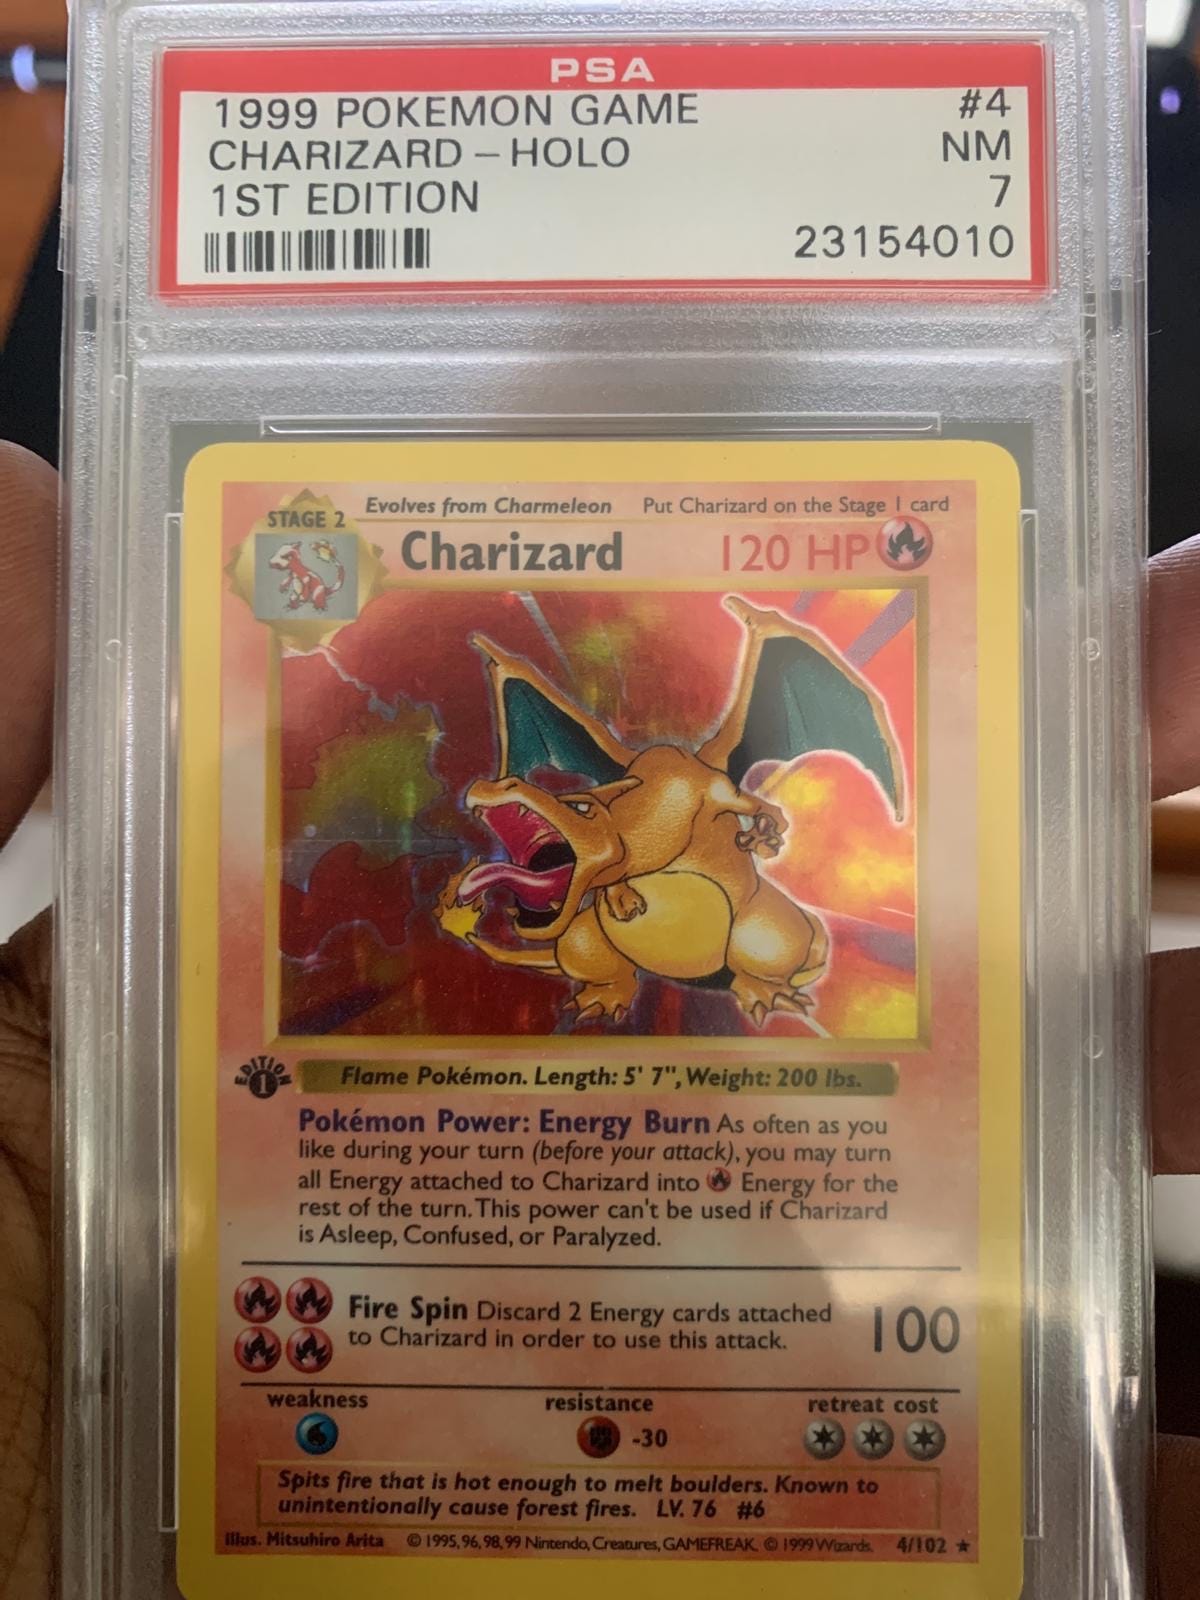 PSA
1999 POKEMON GAME #4
CHARIZARD – HOLO NM
1ST EDITION 7
23154010
STAGE 2
Evolves from Charmeleon Put Charizard on the Stage 1 card
Charizard 120 HP
EDITION
1
Flame Pokémon. Length: 5' 7", Weight: 200 lbs.
Pokémon Power: Energy Burn As often as you
like during your turn (before your attack), you may turn
all Energy attached to Charizard into Energy for the
rest of the turn. This power can't be used if Charizard
is Asleep, Confused, or Paralyzed.
Fire Spin Discard 2 Energy cards attached
to Charizard in order to use this attack. 100
weakness resistance retreat cost
-30
Spits fire that is hot enough to melt boulders. Known to
unintentionally cause forest fires. LV. 76 #6
Illus. Mitsuhiro Arita © 1995, 96, 98, 99 Nintendo, Creatures, GAMEFREAK. © 1999 Wizards. 4/102 ★